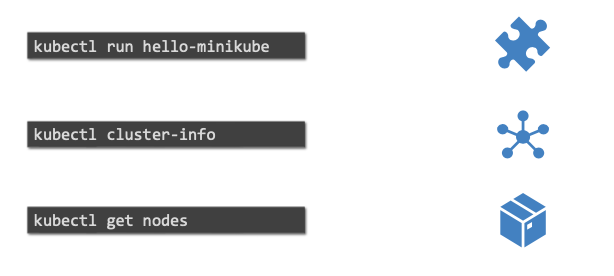 kubectl run hello-minikube
kubectl cluster-info
kubectl get nodes